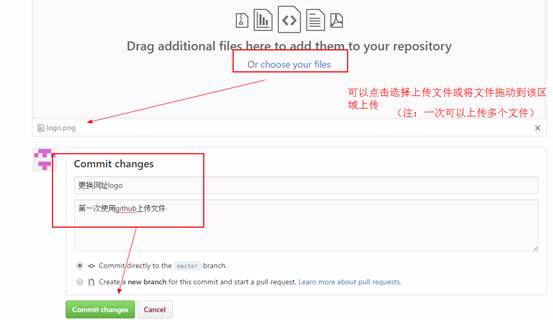 Drag additional files here to add them to your repository
Or choose your files
可以点击选择上传文件或将文件拖动到该区
域上传
（注：一次可以上传多个文件）
logo.png
Commit changes
更换网址logo
第一次使用github上传文件
Commit directly to the master branch.
Create a new branch for this commit and start a pull request. Learn more about pull requests.
Commit changes Cancel